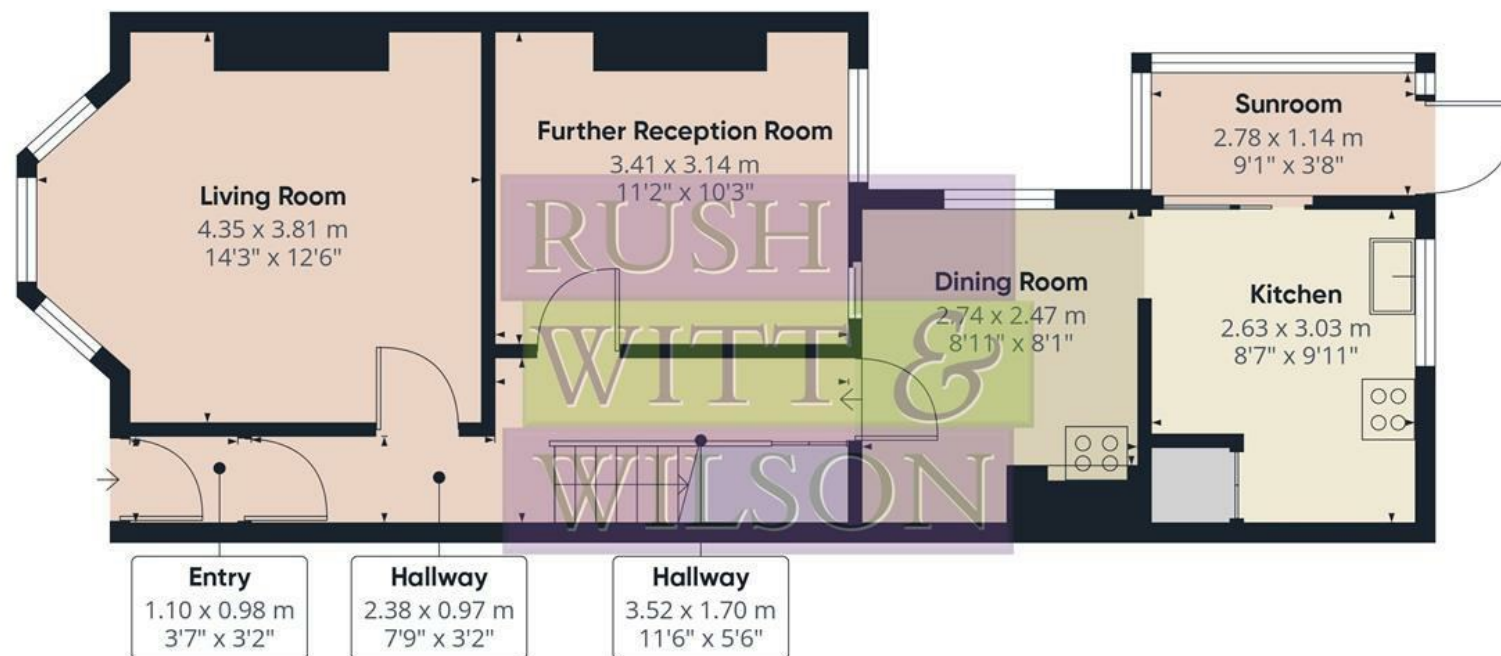 Living Room
4.35 x 3.81 m
14'3" x 12'6"
Further Reception Room
3.41 x 3.14 m
11'2" x 10'3"
Sunroom
2.78 x 1.14 m
9'1" x 3'8"
Dining Room
2.74 x 2.47 m
8'11" x 8'1"
Kitchen
2.63 x 3.03 m
8'7" x 9'11"
RUSH
WITT &
WILSON
Entry
1.10 x 0.98 m
3'7" x 3'2"
Hallway
2.38 x 0.97 m
7'9" x 3'2"
Hallway
3.52 x 1.70 m
11'6" x 5'6"